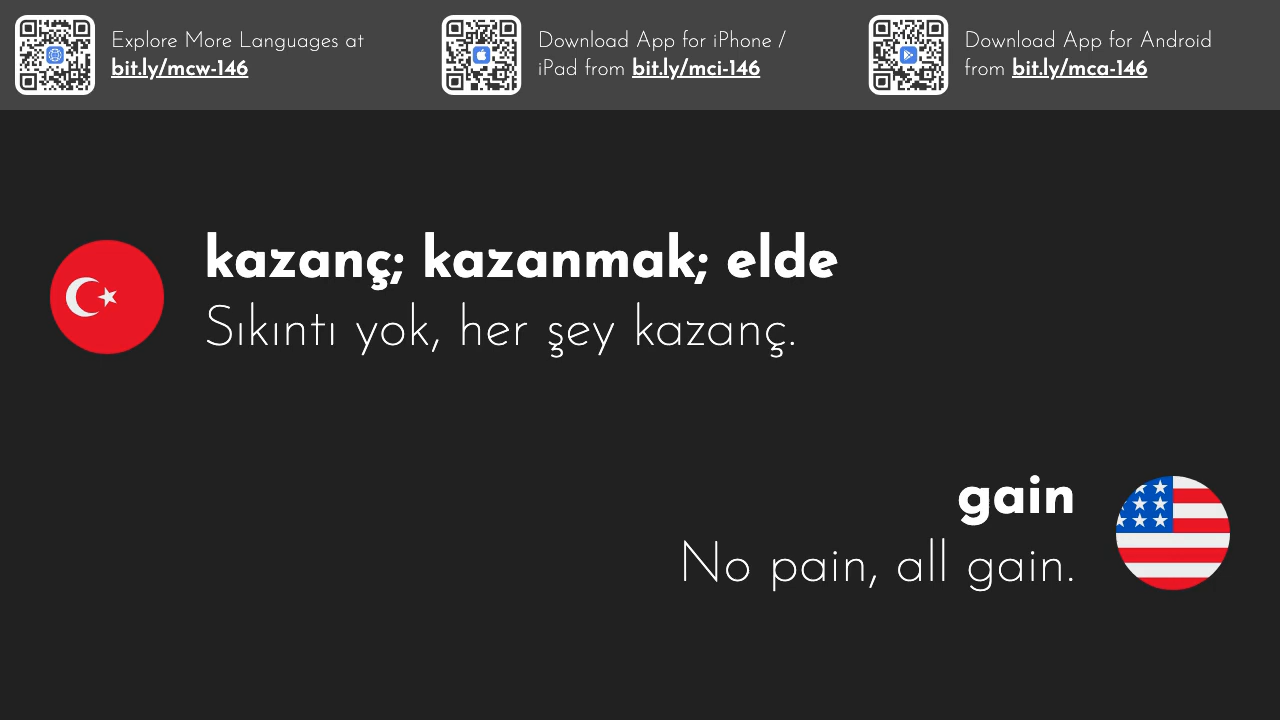 Explore More Languages at
bit.ly/mcw-146
Download App for iPhone /
iPad from bit.ly/mci-146
Download App for Android
from bit.ly/mca-146
kazanç; kazanmak; elde
Sıkıntı yok, her şey kazanç.
gain
No pain, all gain.